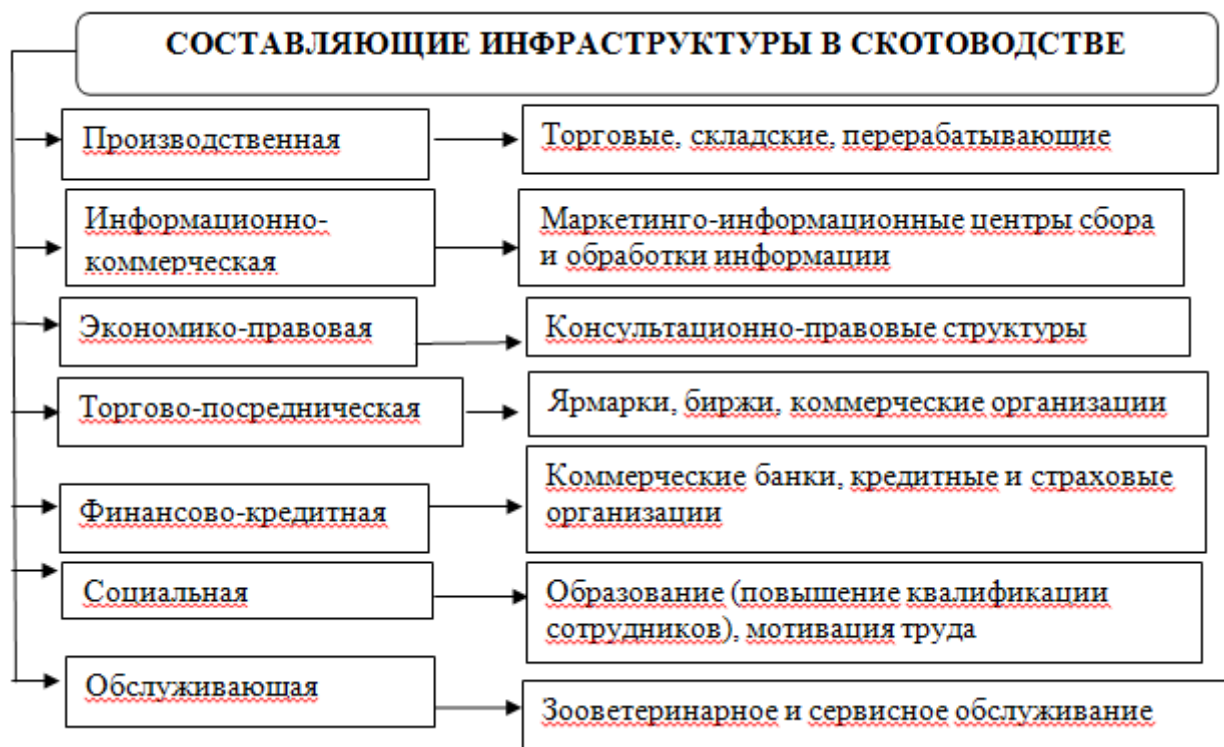 СОСТАВЛЯЮЩИЕ ИНФРАСТРУКТУРЫ В СКОТОВОДСТВЕ
Производственная
Торговые, складские, перерабатывающие
Информационно-
коммерческая
Маркетинго-информационные центры сбора
и обработки информации
Экономико-правовая
Консультационно-правовые структуры
Торгово-посредническая
Ярмарки, биржи, коммерческие организации
Финансово-кредитная
Коммерческие банки, кредитные и страховые
организации
Социальная
Образование (повышение квалификации
сотрудников), мотивация труда
Обслуживающая
Зооветеринарное и сервисное обслуживание